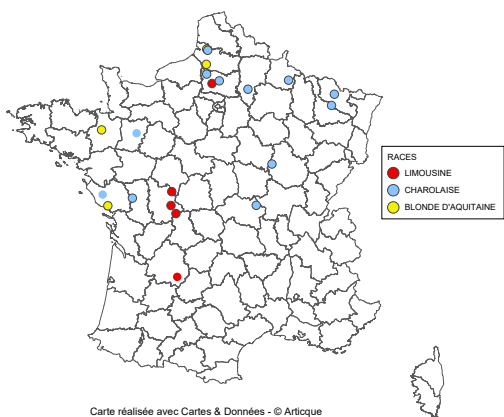 RACES
LIMOUSINE
CHAROLAISE
BLONDE D'AQUITAINE
Carte réalisée avec Cartes & Données - © Articque